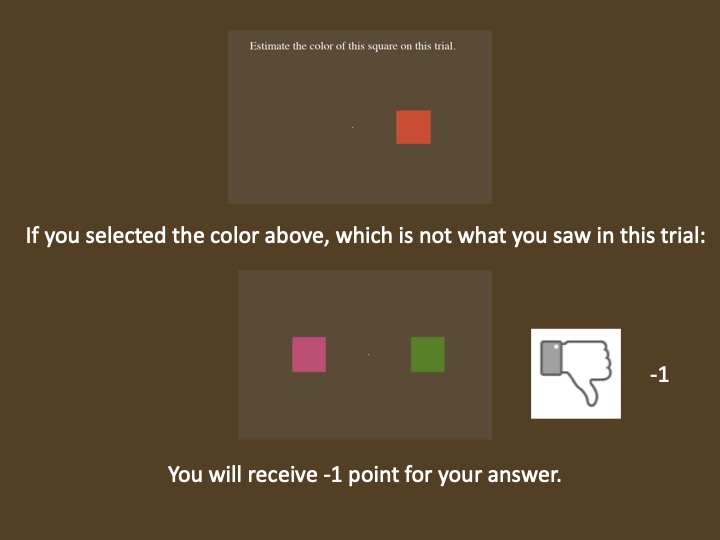 Estimate the color of this square on this trial.
If you selected the color above, which is not what you saw in this trial:
-1
You will receive -1 point for your answer.